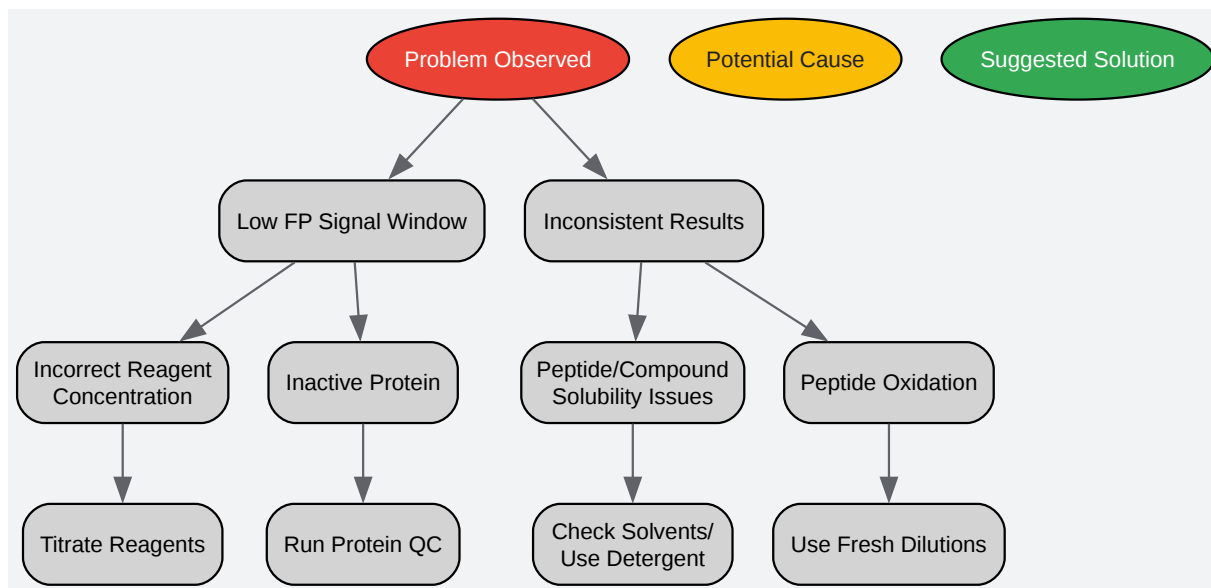 Problem Observed
Potential Cause
Suggested Solution
Low FP Signal Window
Inconsistent Results
Incorrect Reagent
Concentration
Inactive Protein
Peptide/Compound
Solubility Issues
Peptide Oxidation
Titrate Reagents
Run Protein QC
Check Solvents/
Use Detergent
Use Fresh Dilutions